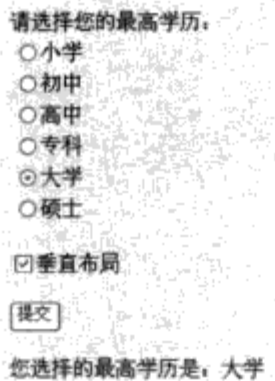 请选择您的最高学历：
小学
初中
高中
专科
大学
硕士
垂直布局
提交
您选择的最高学历是：大学